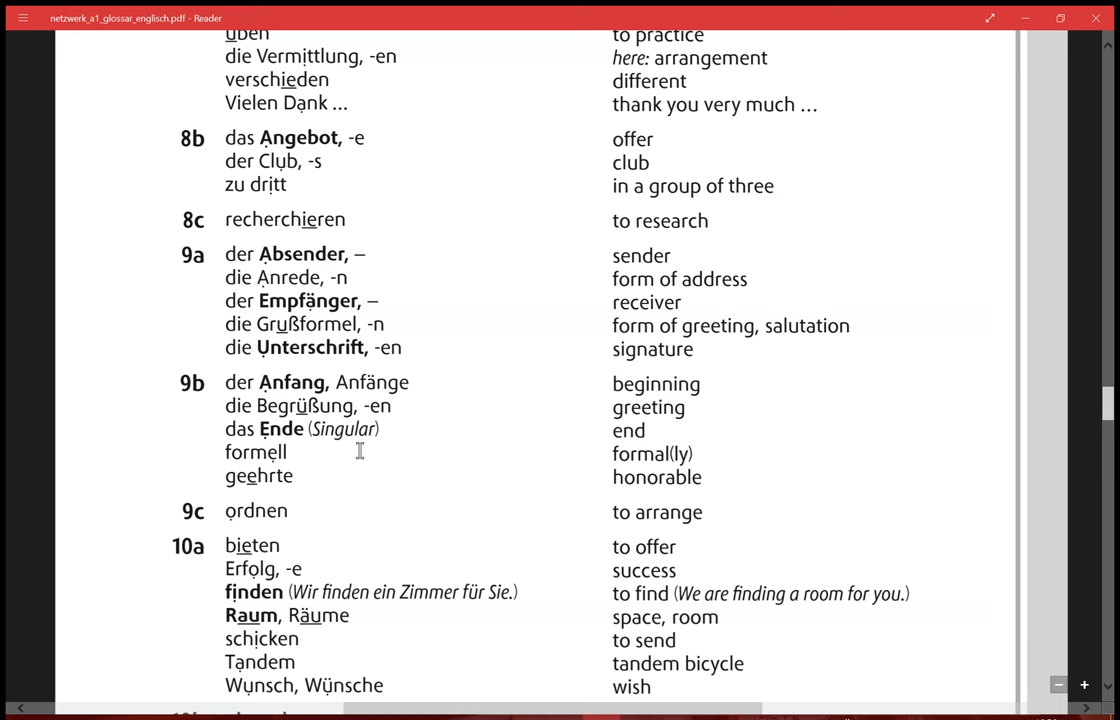 netzwerk_a1_glossar_englisch.pdf - Reader
üben to practice
die Vermittlung, -en here: arrangement
verschieden different
Vielen Dank ... thank you very much ...
8b das Angebot, -e offer
der Club, -s club
zu dritt in a group of three
8c recherchieren to research
9a der Absender, – sender
die Anrede, -n form of address
der Empfänger, – receiver
die Grußformel, -n form of greeting, salutation
die Unterschrift, -en signature
9b der Anfang, Anfänge beginning
die Begrüßung, -en greeting
das Ende (Singular) end
formell formal(ly)
geehrte honorable
9c ordnen to arrange
10a bieten to offer
Erfolg, -e success
finden (Wir finden ein Zimmer für Sie.) to find (We are finding a room for you.)
Raum, Räume space, room
schicken to send
Tandem tandem bicycle
Wunsch, Wünsche wish